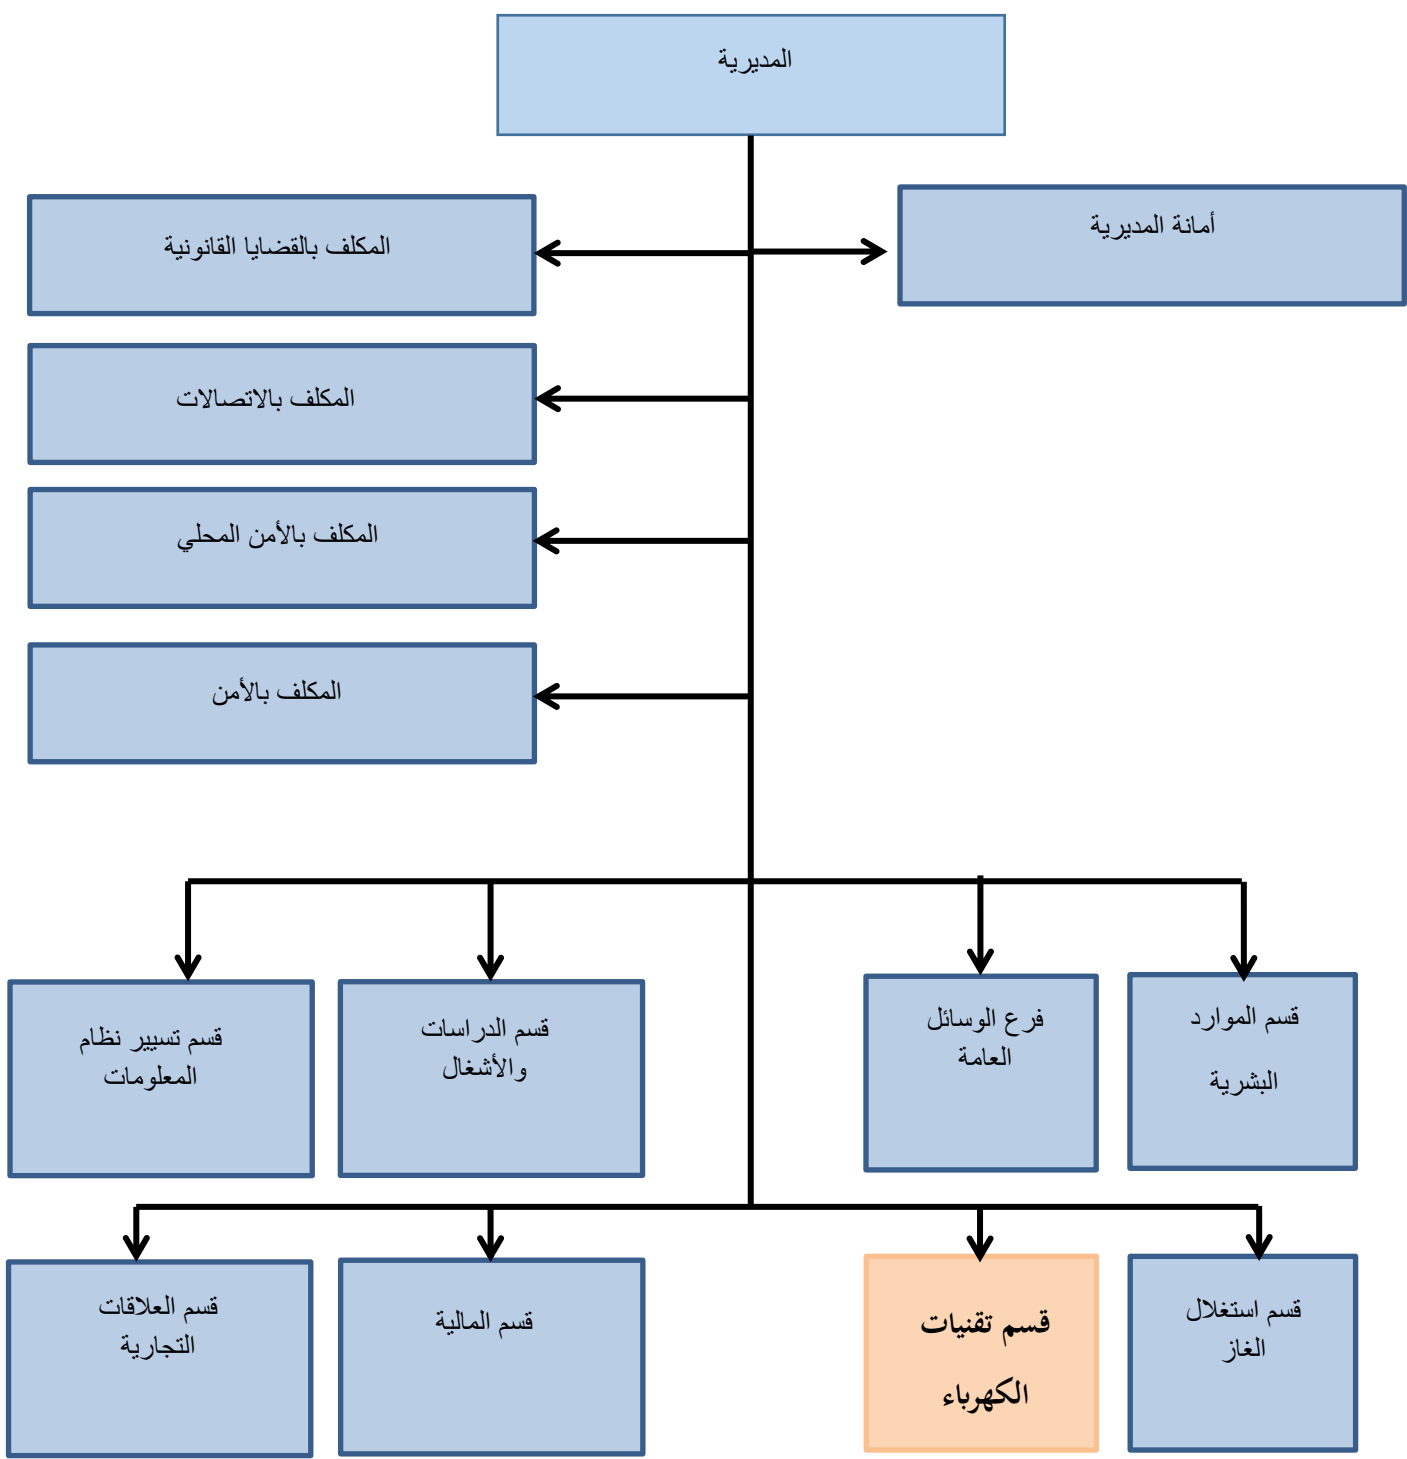 المديرية
أمانة المديرية
المكلف بالقضايا القانونية
المكلف بالاتصالات
المكلف بالأمن المحلي
المكلف بالأمن
قسم الموارد
البشرية
فرع الوسائل
العامة
قسم الدراسات
والأشغال
قسم تسيير نظام
المعلومات
قسم استغلال
الغاز
قسم تقنيات
الكهرباء
قسم المالية
قسم العلاقات
التجارية